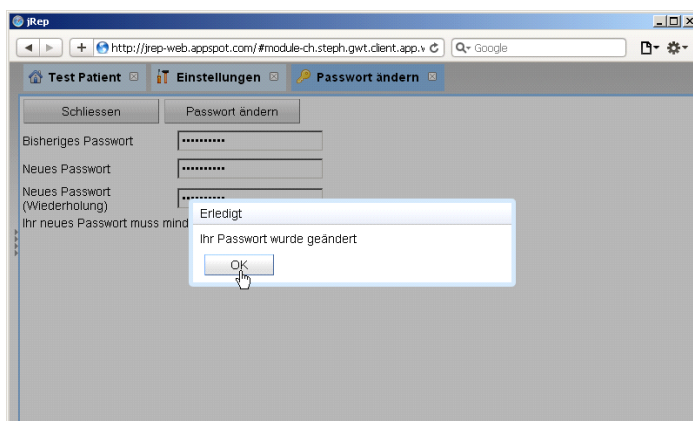 jRep
http://jrep-web.appspot.com/#module-ch.steph.gwt.client.app.v
Google
Test Patient
Einstellungen
Passwort ändern
Schliessen
Passwort ändern
Bisheriges Passwort
Neues Passwort
Neues Passwort
(Wiederholung)
Ihr neues Passwort muss mind
Erledigt
Ihr Passwort wurde geändert
OK